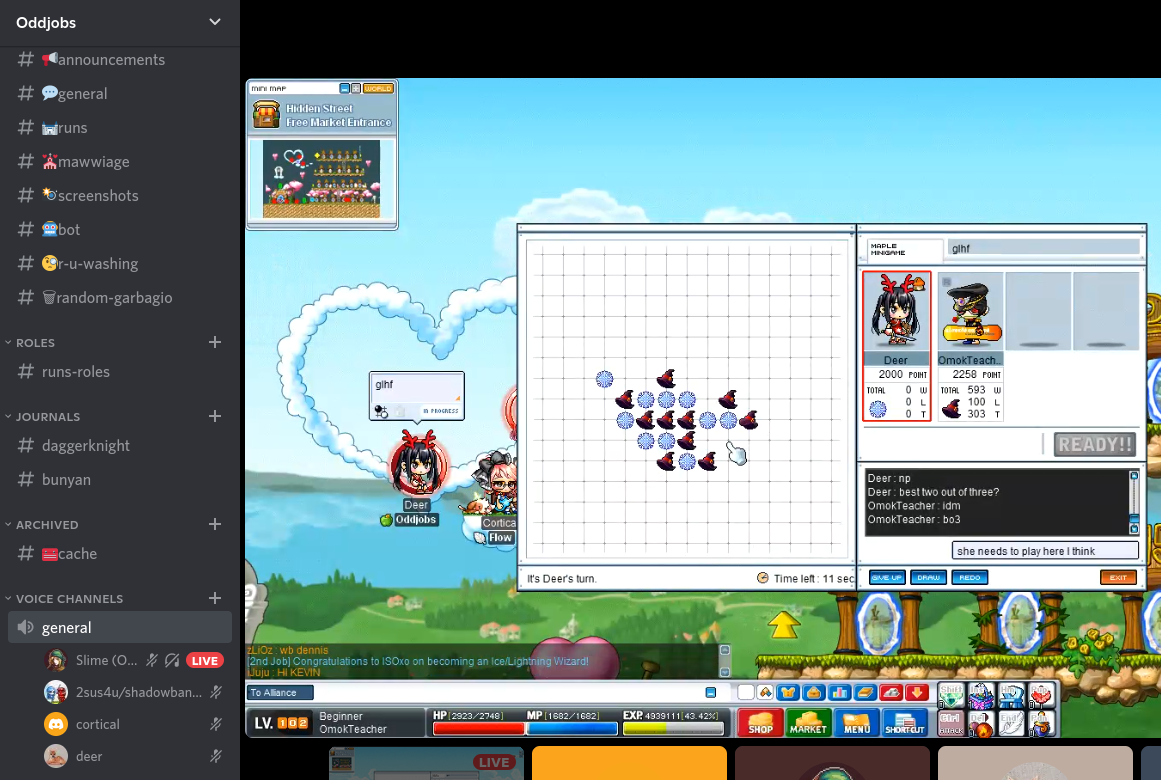 Oddjobs
announcements
general
runs
mawwiage
screenshots
bot
r-u-washing
random-garbagio
ROLES
runs-roles
JOURNALS
daggerknight
bunyan
ARCHIVED
cache
VOICE CHANNELS
general
Slime (O... LIVE
2sus4u/shadowban...
cortical
deer
MINI MAP WORLD
Hidden Street
Free Market Entrance
glhf
IN PROGRESS
Deer
Oddjobs
Cortica
Flow
It's Deer's turn.
Time left : 11 sec
MAPLE
MINIGAME
glhf
Deer
2000 POINT
TOTAL 0 W
0 L
0 T
OmokTeach..
2258 POINT
TOTAL 593 W
100 L
303 T
READY!!
Deer : np
Deer : best two out of three?
OmokTeacher : idm
OmokTeacher : bo3
she needs to play here I think
GIVE UP DRAW REDO EXIT
zLiOz : wb dennis
[2nd Job] Congratulations to ISOxo on becoming an Ice/Lightning Wizard!
HI KEVIN
To Alliance
LV. 102
Beginner
OmokTeacher
HP[2923/2748] MP[1682/1682] EXP 4939111[43.42%]
SHOP MARKET MENU SHORTCUT
LIVE